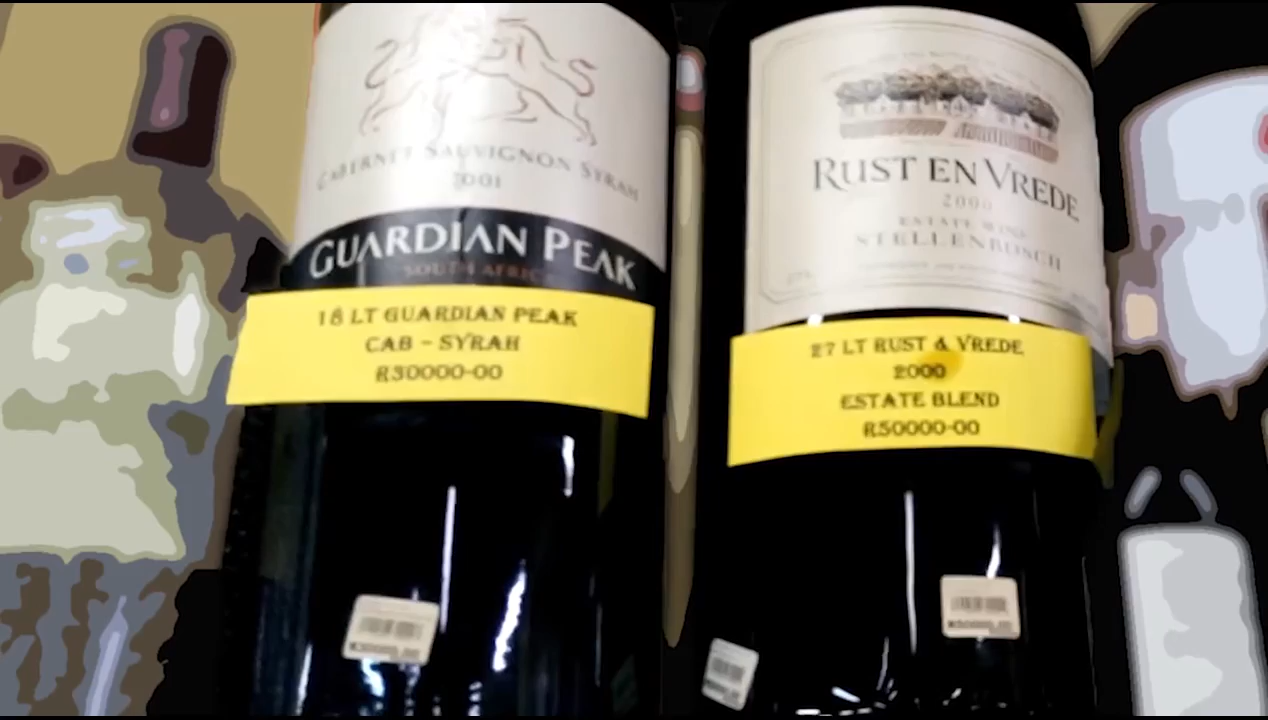 CABERNET SAUVIGNON SYRAH
2001
GUARDIAN PEAK
SOUTH AFRICA
18 LT GUARDIAN PEAK
CAB - SYRAH
R30000-00
RUST EN VREDE
2000
ESTATE WINE
STELLENBOSCH
27 LT RUST & VREDE
2000
ESTATE BLEND
R50000-00